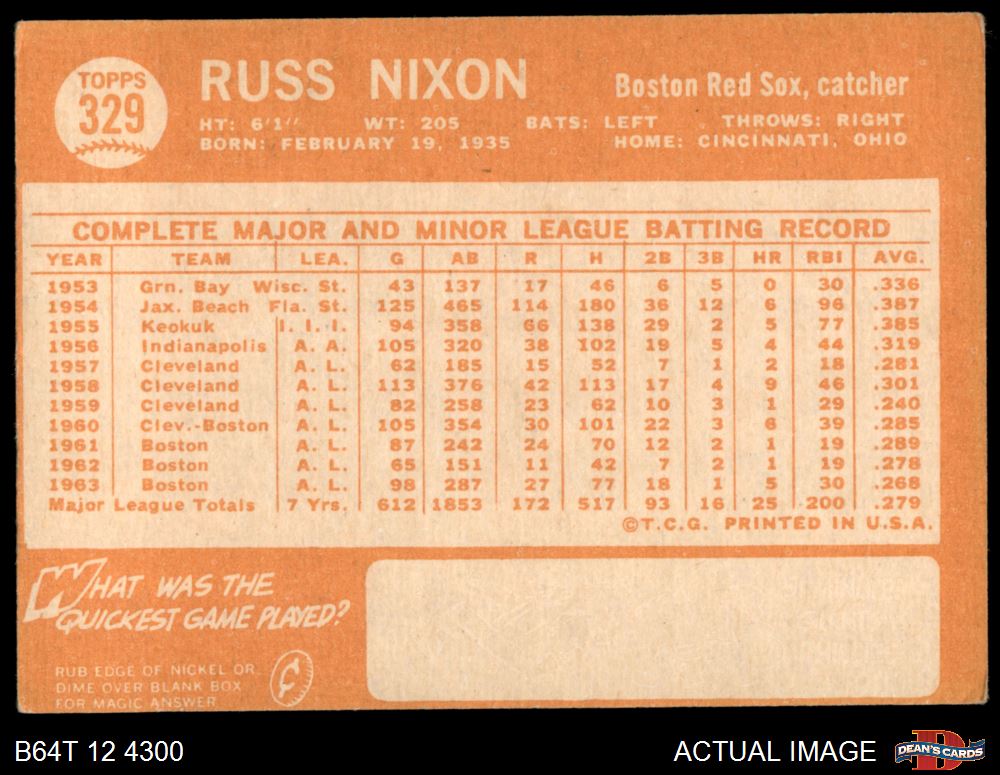 TOPPS
329
RUSS NIXON
Boston Red Sox, catcher
HT: 6'1" WT: 205 BATS: LEFT THROWS: RIGHT
BORN: FEBRUARY 19, 1935 HOME: CINCINNATI, OHIO
COMPLETE MAJOR AND MINOR LEAGUE BATTING RECORD
YEAR TEAM LEA. G AB R H 2B 3B HR RBI AVG.
1953 Grn. Bay Wisc. St. 43 137 17 46 6 5 0 30 .336
1954 Jax. Beach Fla. St. 125 465 114 180 36 12 6 96 .387
1955 Keokuk I. I. I. 94 358 66 138 29 2 5 77 .385
1956 Indianapolis A. A. 105 320 38 102 19 5 4 44 .319
1957 Cleveland A. L. 62 185 15 52 7 1 2 18 .281
1958 Cleveland A. L. 113 376 42 113 17 4 9 46 .301
1959 Cleveland A. L. 82 258 23 62 10 3 1 29 .240
1960 Clev.-Boston A. L. 105 354 30 101 22 3 6 39 .285
1961 Boston A. L. 87 242 24 70 12 2 1 19 .289
1962 Boston A. L. 65 151 11 42 7 2 1 19 .278
1963 Boston A. L. 98 287 27 77 18 1 5 30 .268
Major League Totals 7 Yrs. 612 1853 172 517 93 16 25 200 .279
©T.C.G. PRINTED IN U.S.A.
WHAT WAS THE
QUICKEST GAME PLAYED?
RUB EDGE OF NICKEL OR
DIME OVER BLANK BOX
FOR MAGIC ANSWER
B64T 12 4300
ACTUAL IMAGE
DEAN'S CARDS